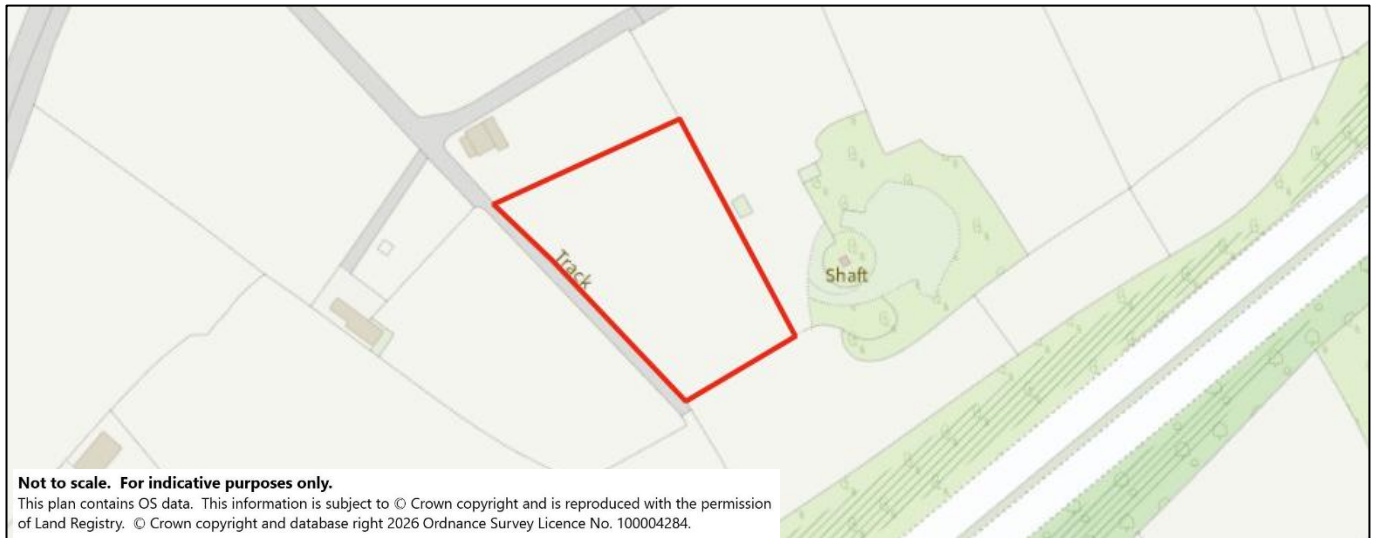 Track
Shaft
Not to scale. For indicative purposes only.
This plan contains OS data. This information is subject to © Crown copyright and is reproduced with the permission
of Land Registry. © Crown copyright and database right 2026 Ordnance Survey Licence No. 100004284.